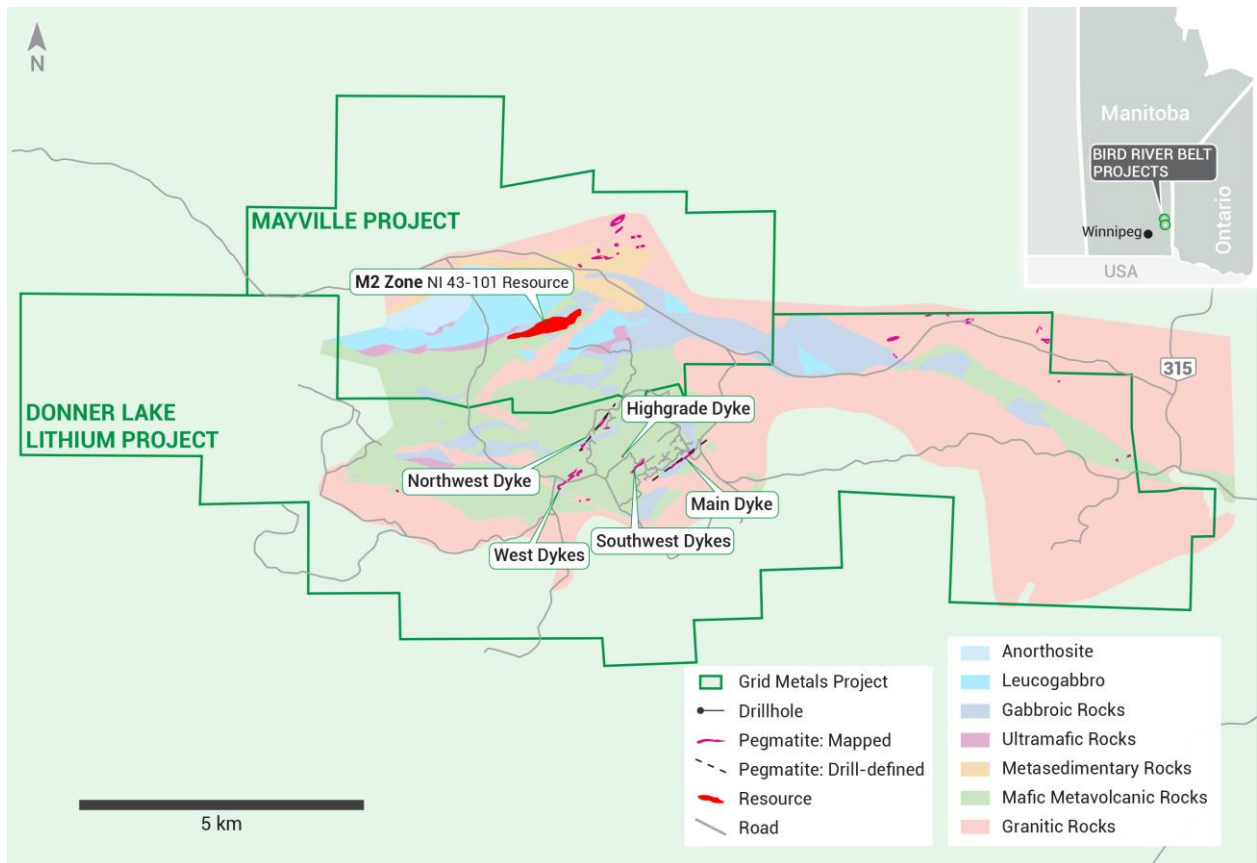 N
MAYVILLE PROJECT
M2 Zone NI 43-101 Resource
DONNER LAKE
LITHIUM PROJECT
Highgrade Dyke
Northwest Dyke
Main Dyke
Southwest Dykes
West Dykes
315
Manitoba
BIRD RIVER BELT
PROJECTS
Winnipeg
Ontario
USA
5 km
Grid Metals Project
Drillhole
Pegmatite: Mapped
Pegmatite: Drill-defined
Resource
Road
Anorthosite
Leucogabbro
Gabbroic Rocks
Ultramafic Rocks
Metasedimentary Rocks
Mafic Metavolcanic Rocks
Granitic Rocks